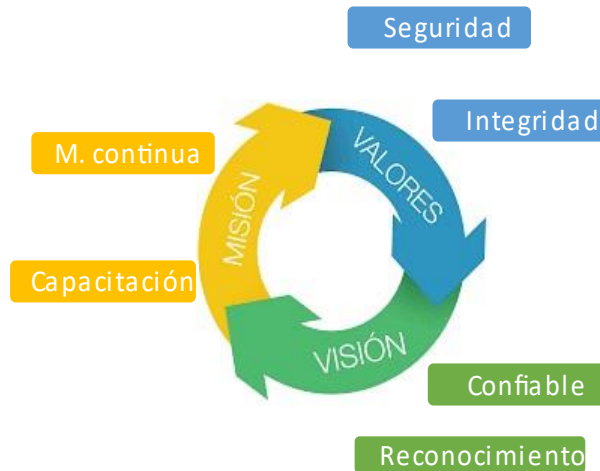 Seguridad
Integridad
VALORES
M. continua
MISIÓN
Capacitación
VISIÓN
Confiable
Reconocimiento